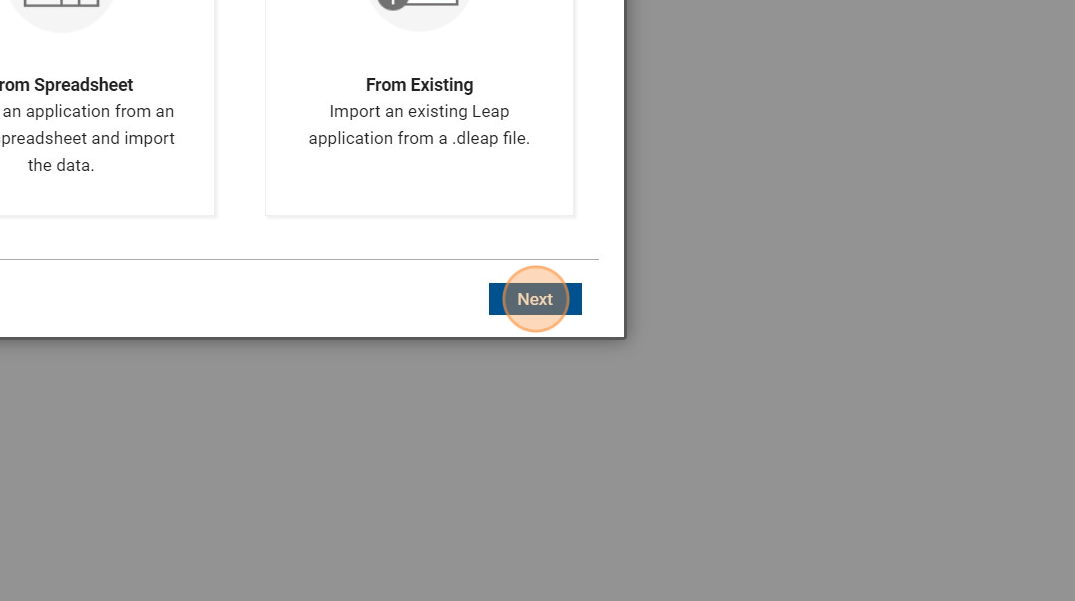 rom Spreadsheet
an application from an
preadsheet and import
the data.
From Existing
Import an existing Leap
application from a .dleap file.
Next